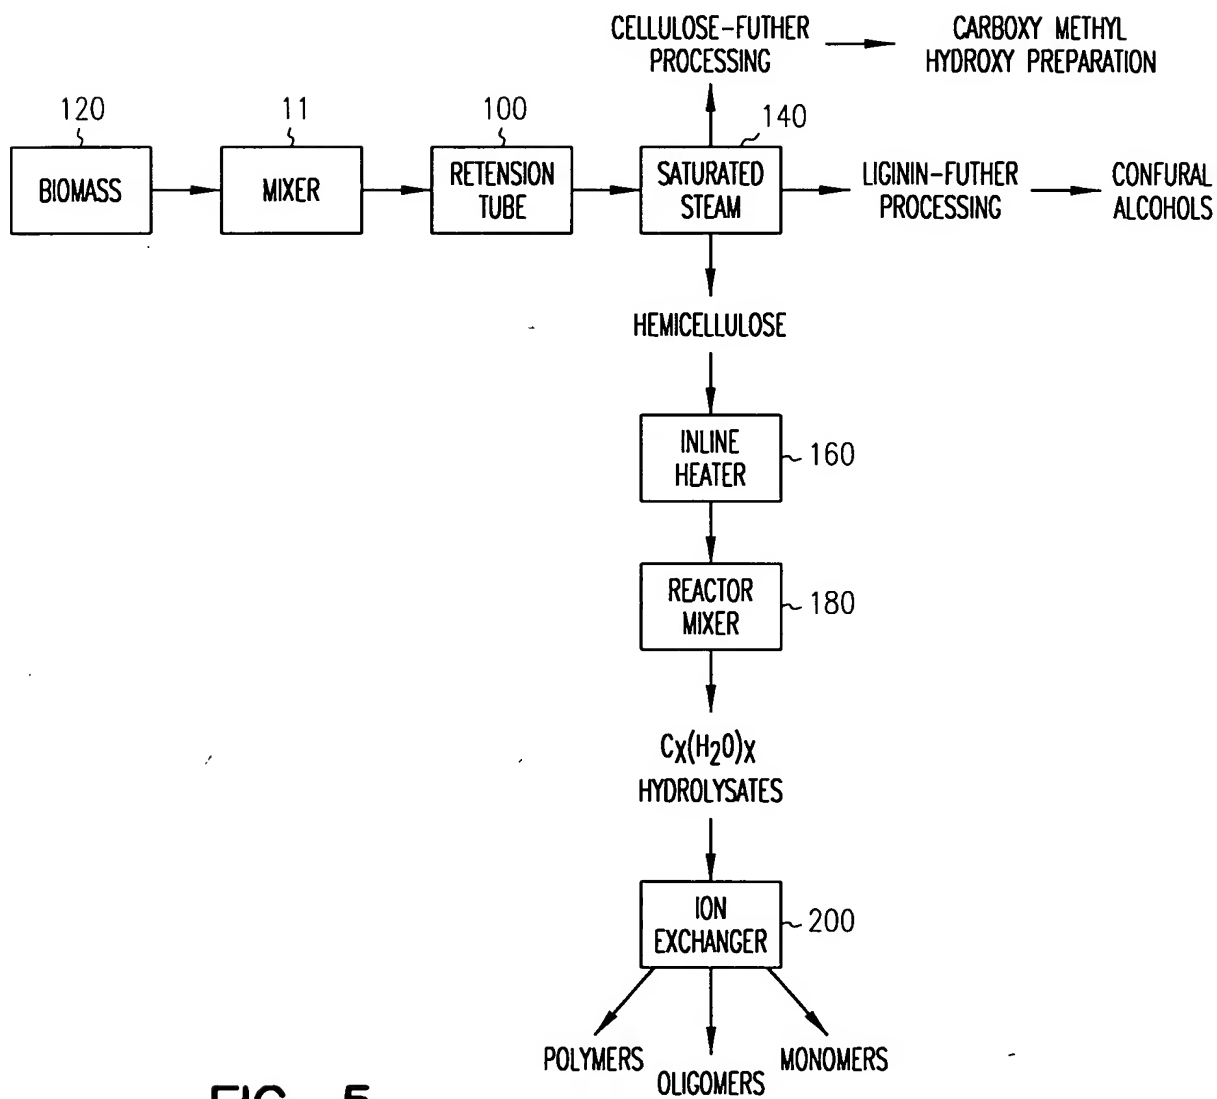 CELLULOSE-FUTHER
PROCESSING
CARBOXY METHYL
HYDROXY PREPARATION
120
11
100
140
BIOMASS
MIXER
RETENSION
TUBE
SATURATED
STEAM
LIGININ-FUTHER
PROCESSING
CONFURAL
ALCOHOLS
HEMICELLULOSE
INLINE
HEATER
160
REACTOR
MIXER
180
CX(H2O)X
HYDROLYSATES
ION
EXCHANGER
200
POLYMERS
OLIGOMERS
MONOMERS
FIG. 5